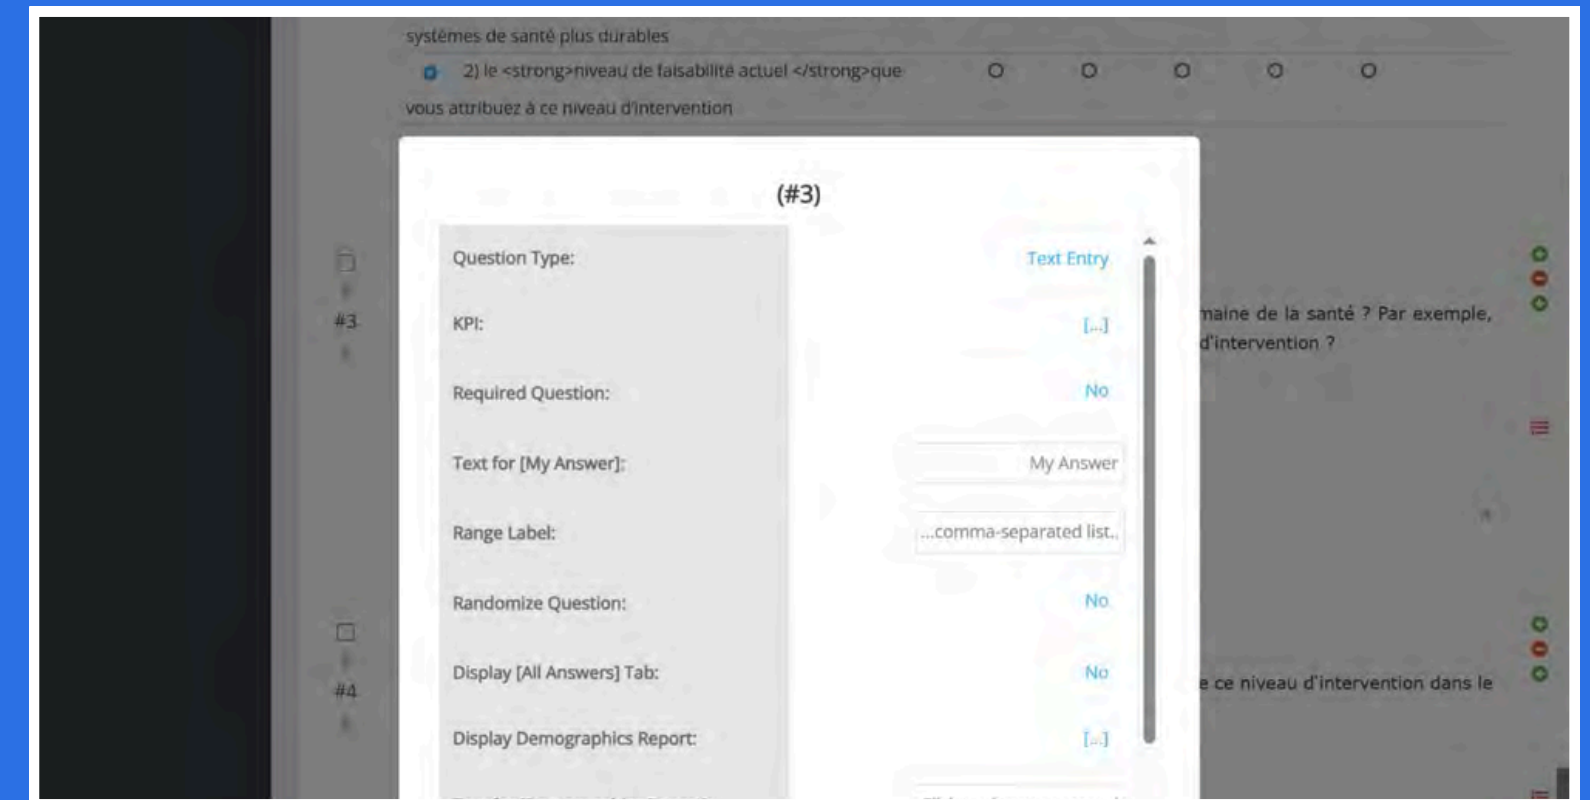 systèmes de santé plus durables
2) le <strong>niveau de faisabilité actuel </strong>que
vous attribuez à ce niveau d'intervention
(#3)
Question Type: Text Entry
KPI: [...]
Required Question: No
Text for [My Answer]: My Answer
Range Label: ...comma-separated list..
Randomize Question: No
Display [All Answers] Tab: No
Display Demographics Report: [...]
#3
maine de la santé ? Par exemple,
d'intervention ?
#4
e ce niveau d'intervention dans le